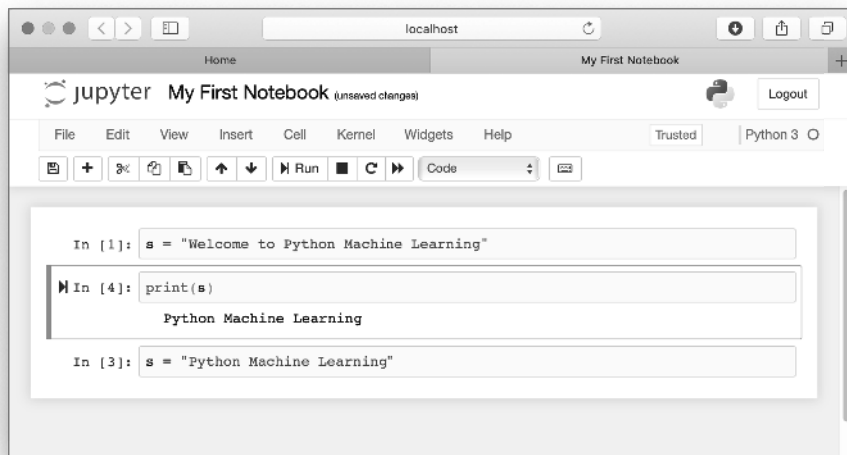 localhost
Home My First Notebook
jupyter My First Notebook (unsaved changes) Logout
File Edit View Insert Cell Kernel Widgets Help Trusted Python 3
Run Code
In [1]: s = "Welcome to Python Machine Learning"
In [4]: print(s)
Python Machine Learning
In [3]: s = "Python Machine Learning"